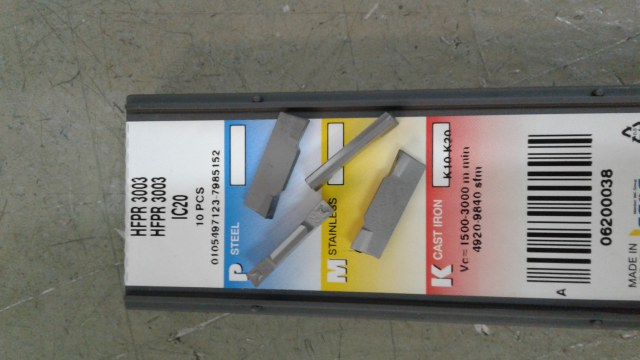 HFPR 3003
HFPR 3003
IC20
10 PCS
0105497123-7985152
P STEEL
M STAINLESS
K CAST IRON K10-K20
Vc= 1500-3000 m min
4920-9840 sfm
A
06200038
MADE IN